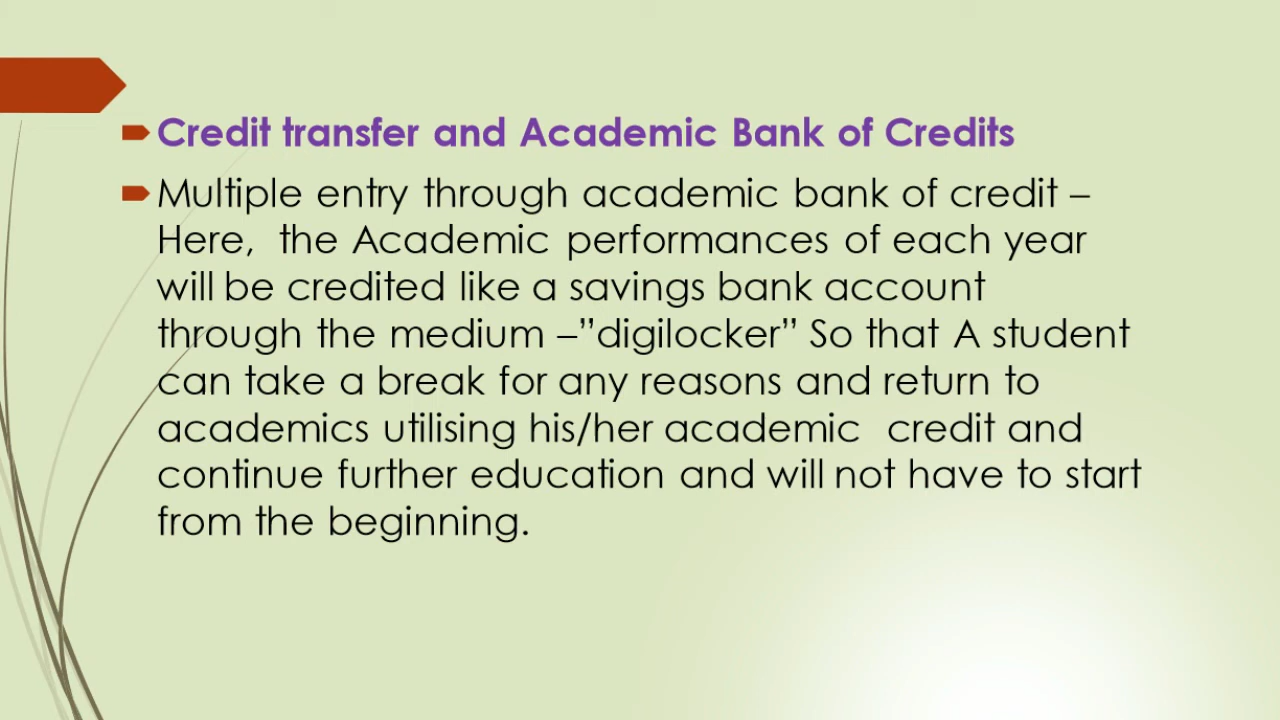 Credit transfer and Academic Bank of Credits
Multiple entry through academic bank of credit –
Here,  the Academic performances of each year
will be credited like a savings bank account
through the medium –”digilocker” So that A student
can take a break for any reasons and return to
academics utilising his/her academic  credit and
continue further education and will not have to start
from the beginning.